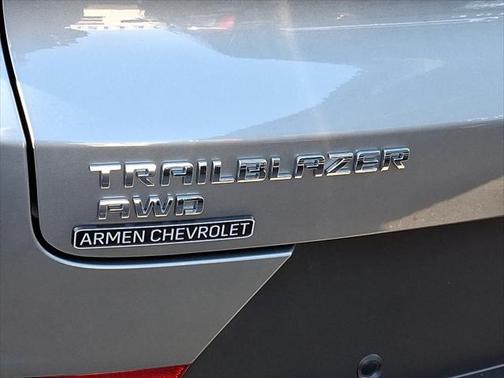 TRAILBLAZER
AWD
ARMEN CHEVROLET